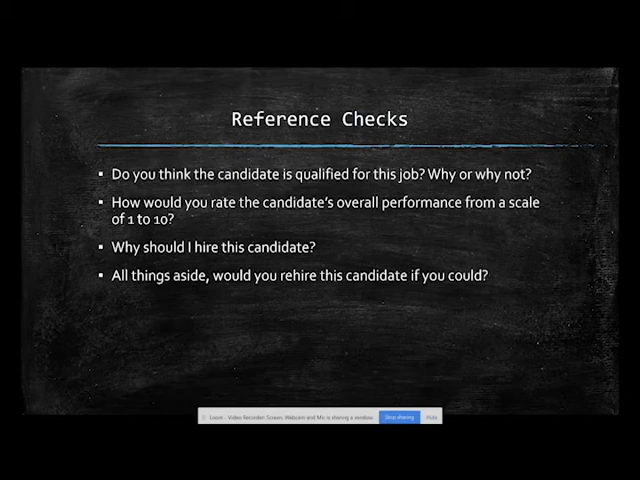 Reference Checks
▪ Do you think the candidate is qualified for this job? Why or why not?
▪ How would you rate the candidate's overall performance from a scale
of 1 to 10?
▪ Why should I hire this candidate?
▪ All things aside, would you rehire this candidate if you could?
Loom - Video Recorder: Screen, Webcam and Mic is sharing a window. Stop sharing Hide